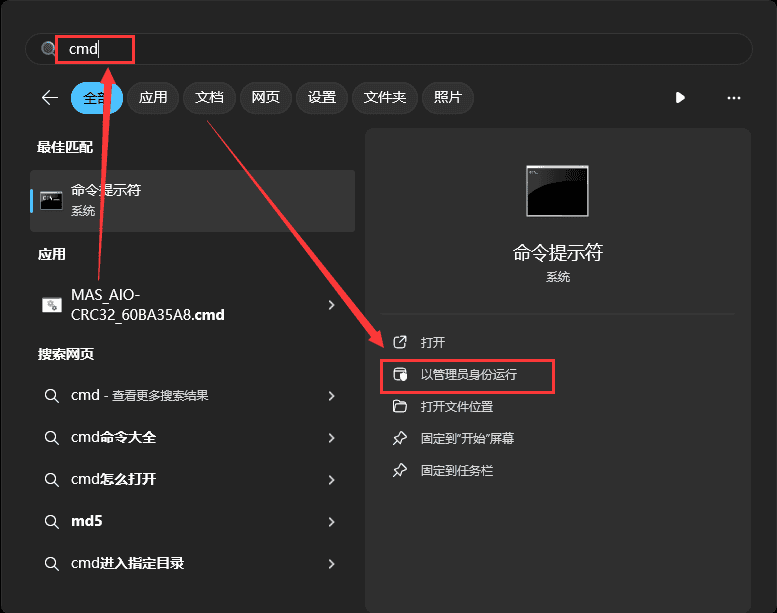 cmd
全部
应用
文档
网页
设置
文件夹
照片
最佳匹配
命令提示符
系统
应用
MAS_AIO-
CRC32_60BA35A8.cmd
搜索网页
cmd - 查看更多搜索结果
cmd命令大全
cmd怎么打开
md5
cmd进入指定目录
命令提示符
系统
打开
以管理员身份运行
打开文件位置
固定到"开始"屏幕
固定到任务栏